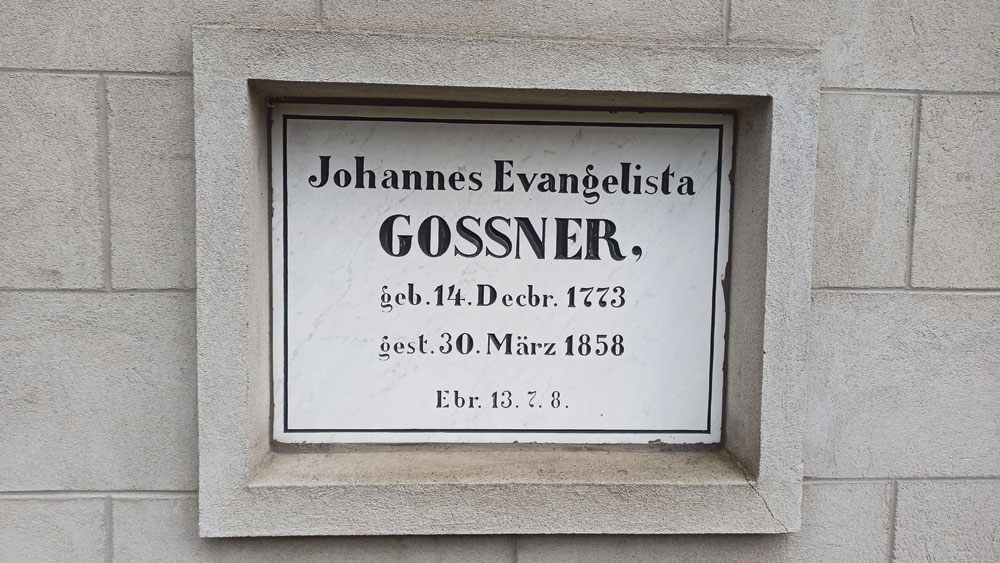 Johannes Evangelista
GOSSNER,
geb. 14. Decbr. 1773
gest. 30. März 1858
Ebr. 13. 7. 8.